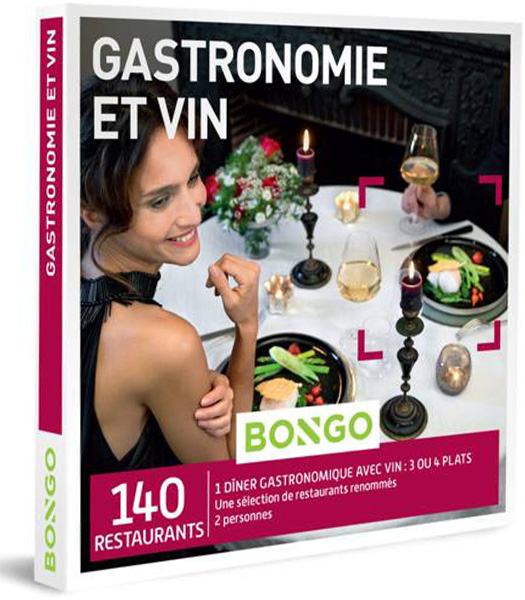 GASTRONOMIE
ET VIN
GASTRONOMIE ET VIN
BONGO
BONGO
140
RESTAURANTS
1 DÎNER GASTRONOMIQUE AVEC VIN : 3 OU 4 PLATS
Une sélection de restaurants renommés
2 personnes